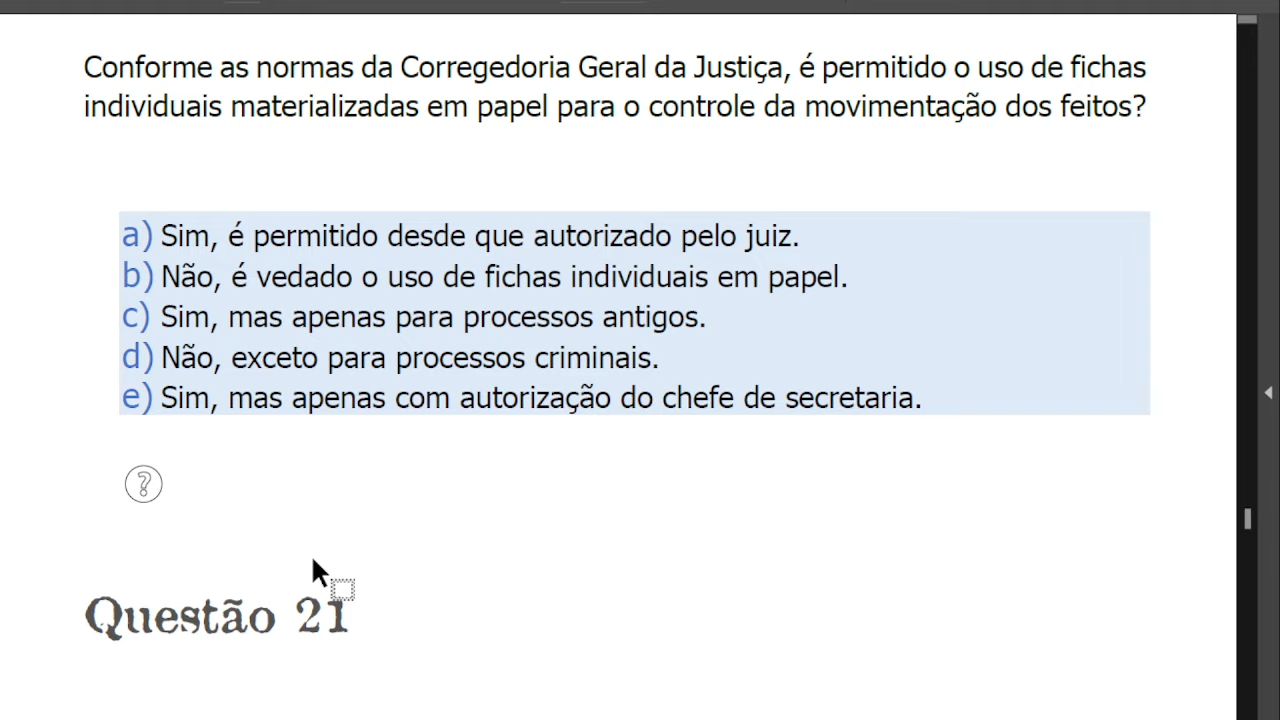 Conforme as normas da Corregedoria Geral da Justiça, é permitido o uso de fichas
individuais materializadas em papel para o controle da movimentação dos feitos?
a) Sim, é permitido desde que autorizado pelo juiz.
b) Não, é vedado o uso de fichas individuais em papel.
c) Sim, mas apenas para processos antigos.
d) Não, exceto para processos criminais.
e) Sim, mas apenas com autorização do chefe de secretaria.
?
Questão 21